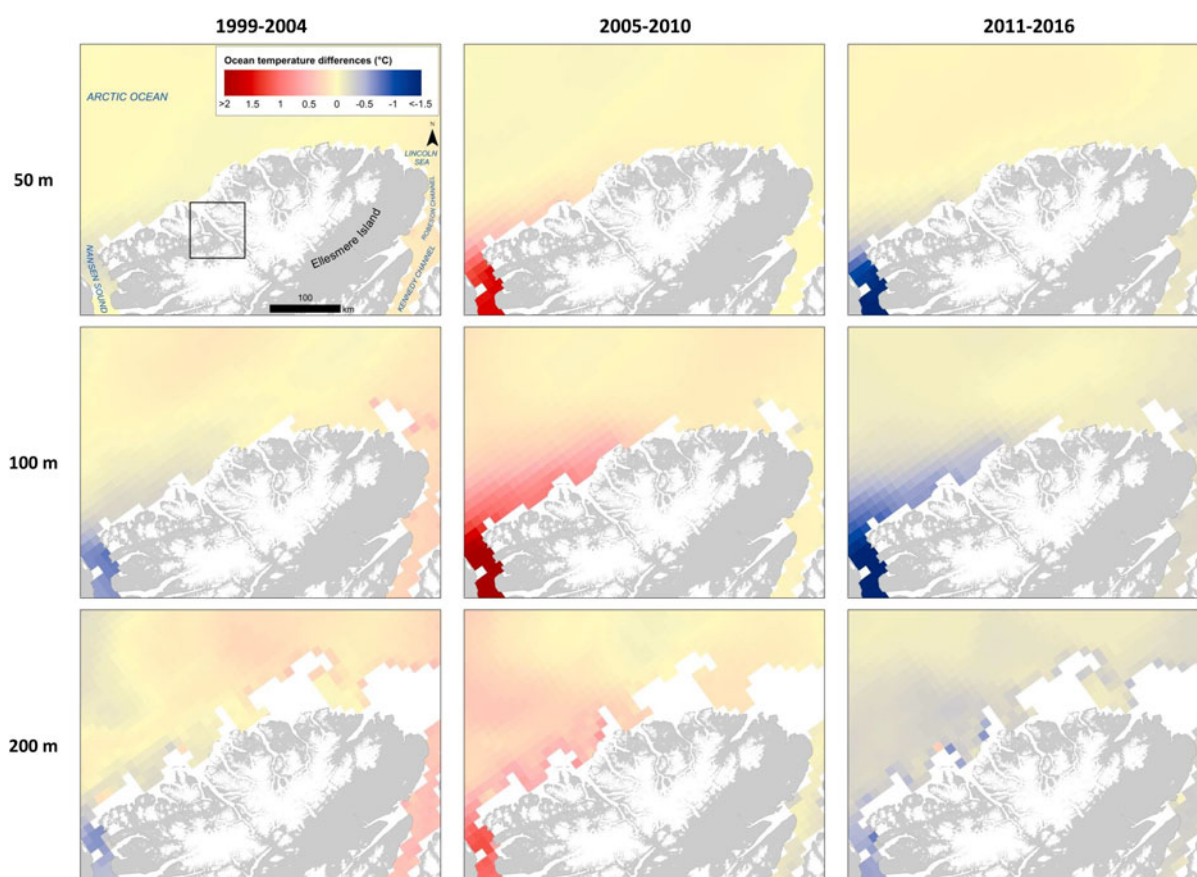 1999-2004
2005-2010
2011-2016
50 m
Ocean temperature differences (°C)
>2 1.5 1 0.5 0 -0.5 -1 <-1.5
ARCTIC OCEAN
N
LINCOLN
SEA
ROBESON CHANNEL
Ellesmere Island
NANSEN SOUND
KENNEDY CHANNEL
100
km
100 m
200 m